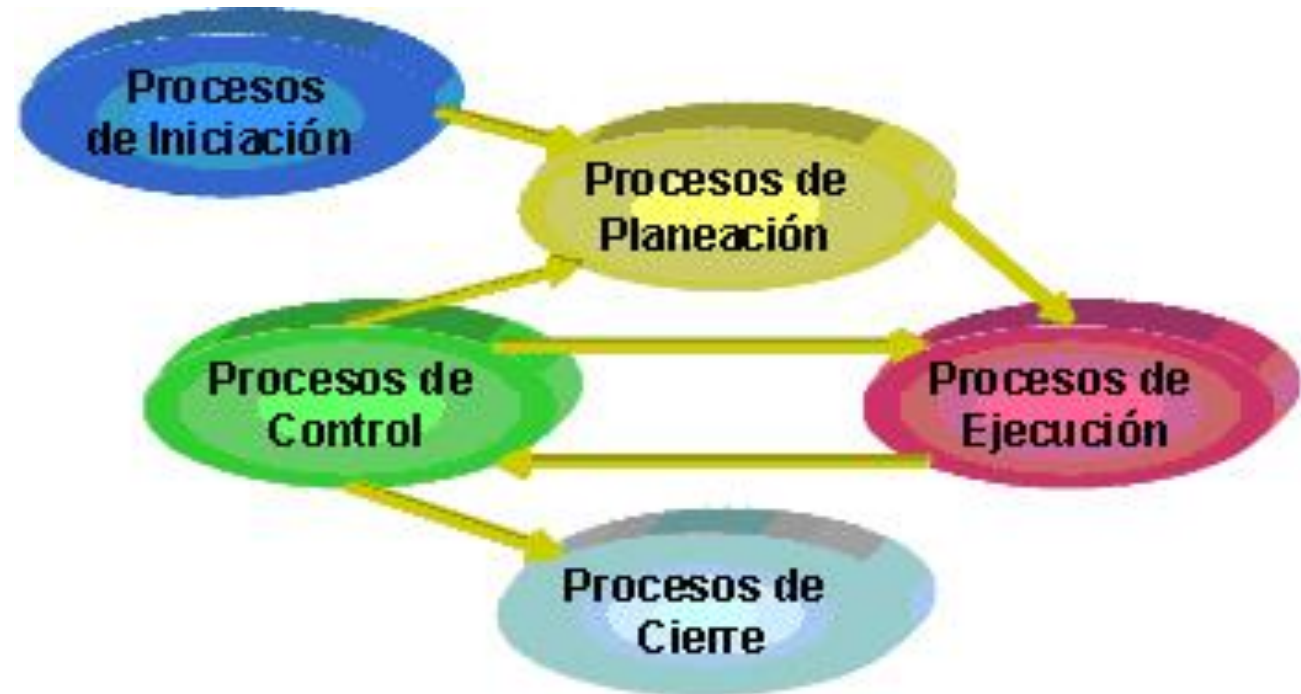 Procesos
de Iniciación
Procesos de
Planeación
Procesos de
Control
Procesos de
Ejecución
Procesos de
Cierre